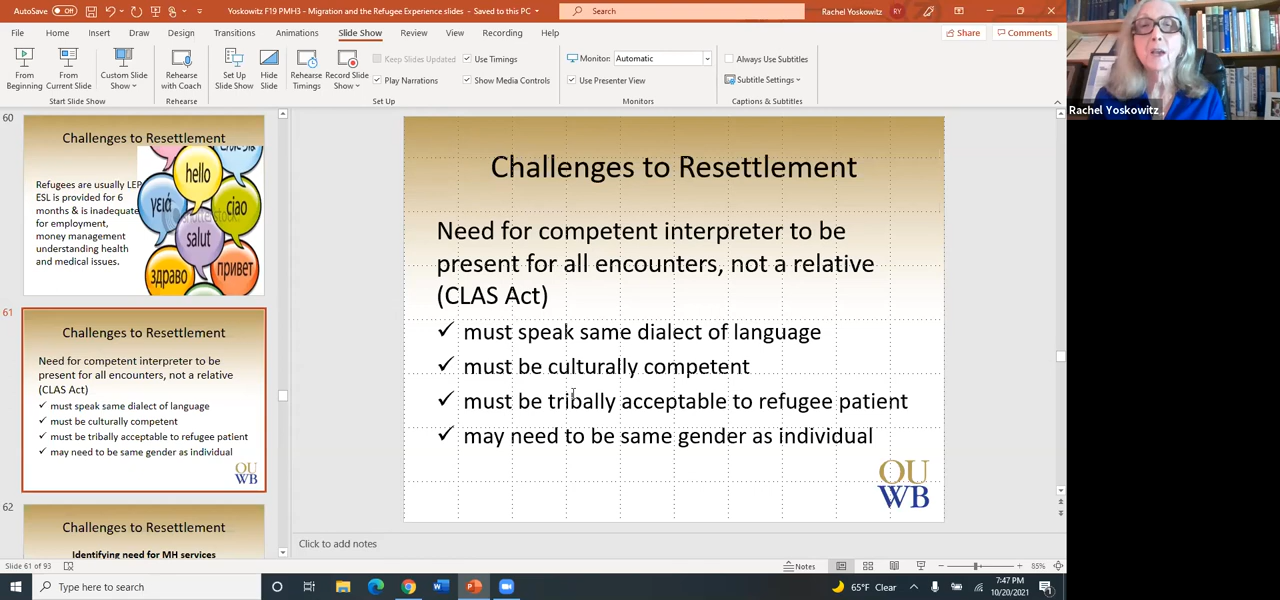 AutoSave Off
Yoskowitz F19 PMH3 - Migration and the Refugee Experience slides - Saved to this PC
Search
Rachel Yoskowitz RY
File Home Insert Draw Design Transitions Animations Slide Show Review View Recording Help
Share Comments
From Beginning
From Current Slide
Custom Slide Show
Start Slide Show
Rehearse with Coach
Rehearse
Set Up Slide Show
Hide Slide
Rehearse Timings
Record Slide Show
Keep Slides Updated
Play Narrations
Use Timings
Show Media Controls
Set Up
Monitor: Automatic
Use Presenter View
Monitors
Always Use Subtitles
Subtitle Settings
Captions & Subtitles
Rachel Yoskowitz
60
Challenges to Resettlement
Refugees are usually LEP
ESL is provided for 6
months & is inadequate
for employment,
money management
understanding health
and medical issues.
hello
γειά
ciao
salut
здраво
привет
61
Challenges to Resettlement
Need for competent interpreter to be
present for all encounters, not a relative
(CLAS Act)
✓ must speak same dialect of language
✓ must be culturally competent
✓ must be tribally acceptable to refugee patient
✓ may need to be same gender as individual
OU
WB
62
Challenges to Resettlement
Identifying need for MH services
Challenges to Resettlement
Need for competent interpreter to be
present for all encounters, not a relative
(CLAS Act)
✓ must speak same dialect of language
✓ must be culturally competent
✓ must be tribally acceptable to refugee patient
✓ may need to be same gender as individual
OU
WB
Click to add notes
Slide 61 of 93
Notes
85%
Type here to search
65°F Clear
7:47 PM
10/20/2021